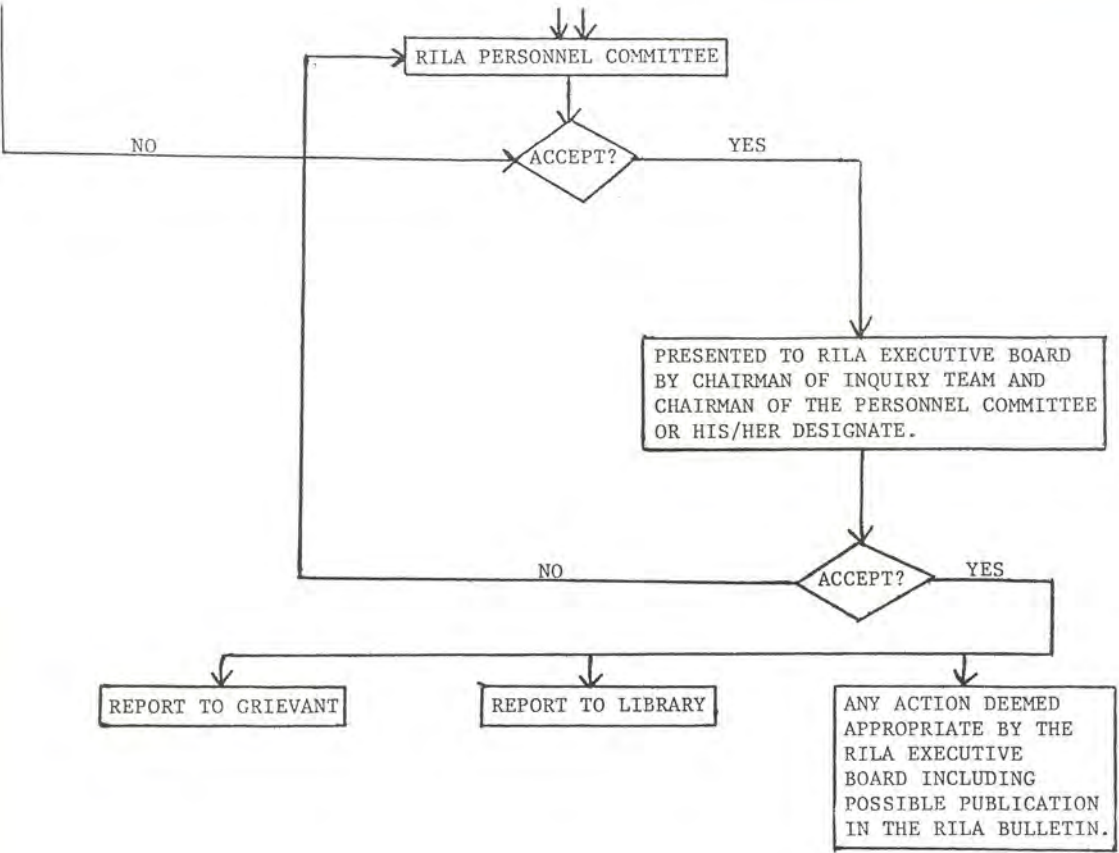 RILA PERSONNEL COMMITTEE
NO
ACCEPT?
YES
PRESENTED TO RILA EXECUTIVE BOARD
BY CHAIRMAN OF INQUIRY TEAM AND
CHAIRMAN OF THE PERSONNEL COMMITTEE
OR HIS/HER DESIGNATE.
NO
ACCEPT?
YES
REPORT TO GRIEVANT
REPORT TO LIBRARY
ANY ACTION DEEMED
APPROPRIATE BY THE
RILA EXECUTIVE
BOARD INCLUDING
POSSIBLE PUBLICATION
IN THE RILA BULLETIN.